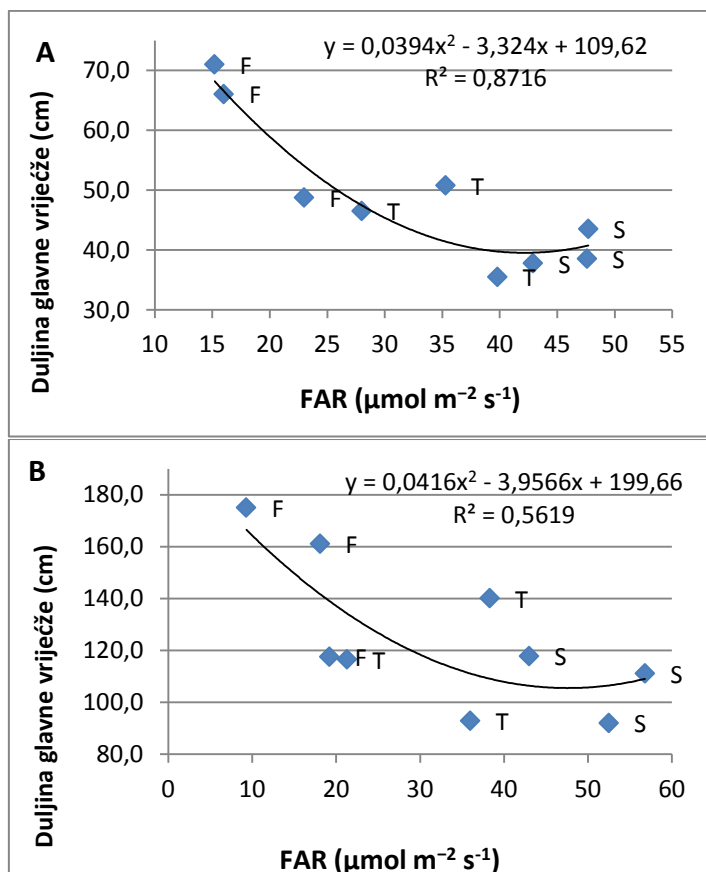 A
y = 0,0394x² - 3,324x + 109,62
R² = 0,8716
70,0
60,0
50,0
40,0
30,0
F
F
F
T
T
T
S
S
S
10 15 20 25 30 35 40 45 50 55
Duljina glavne vriječže (cm)
FAR (µmol m⁻² s⁻¹)
B
y = 0,0416x² - 3,9566x + 199,66
R² = 0,5619
180,0
160,0
140,0
120,0
100,0
80,0
F
F
F
T
T
T
S
S
S
0 10 20 30 40 50 60
Duljina glavne vriječže (cm)
FAR (µmol m⁻² s⁻¹)